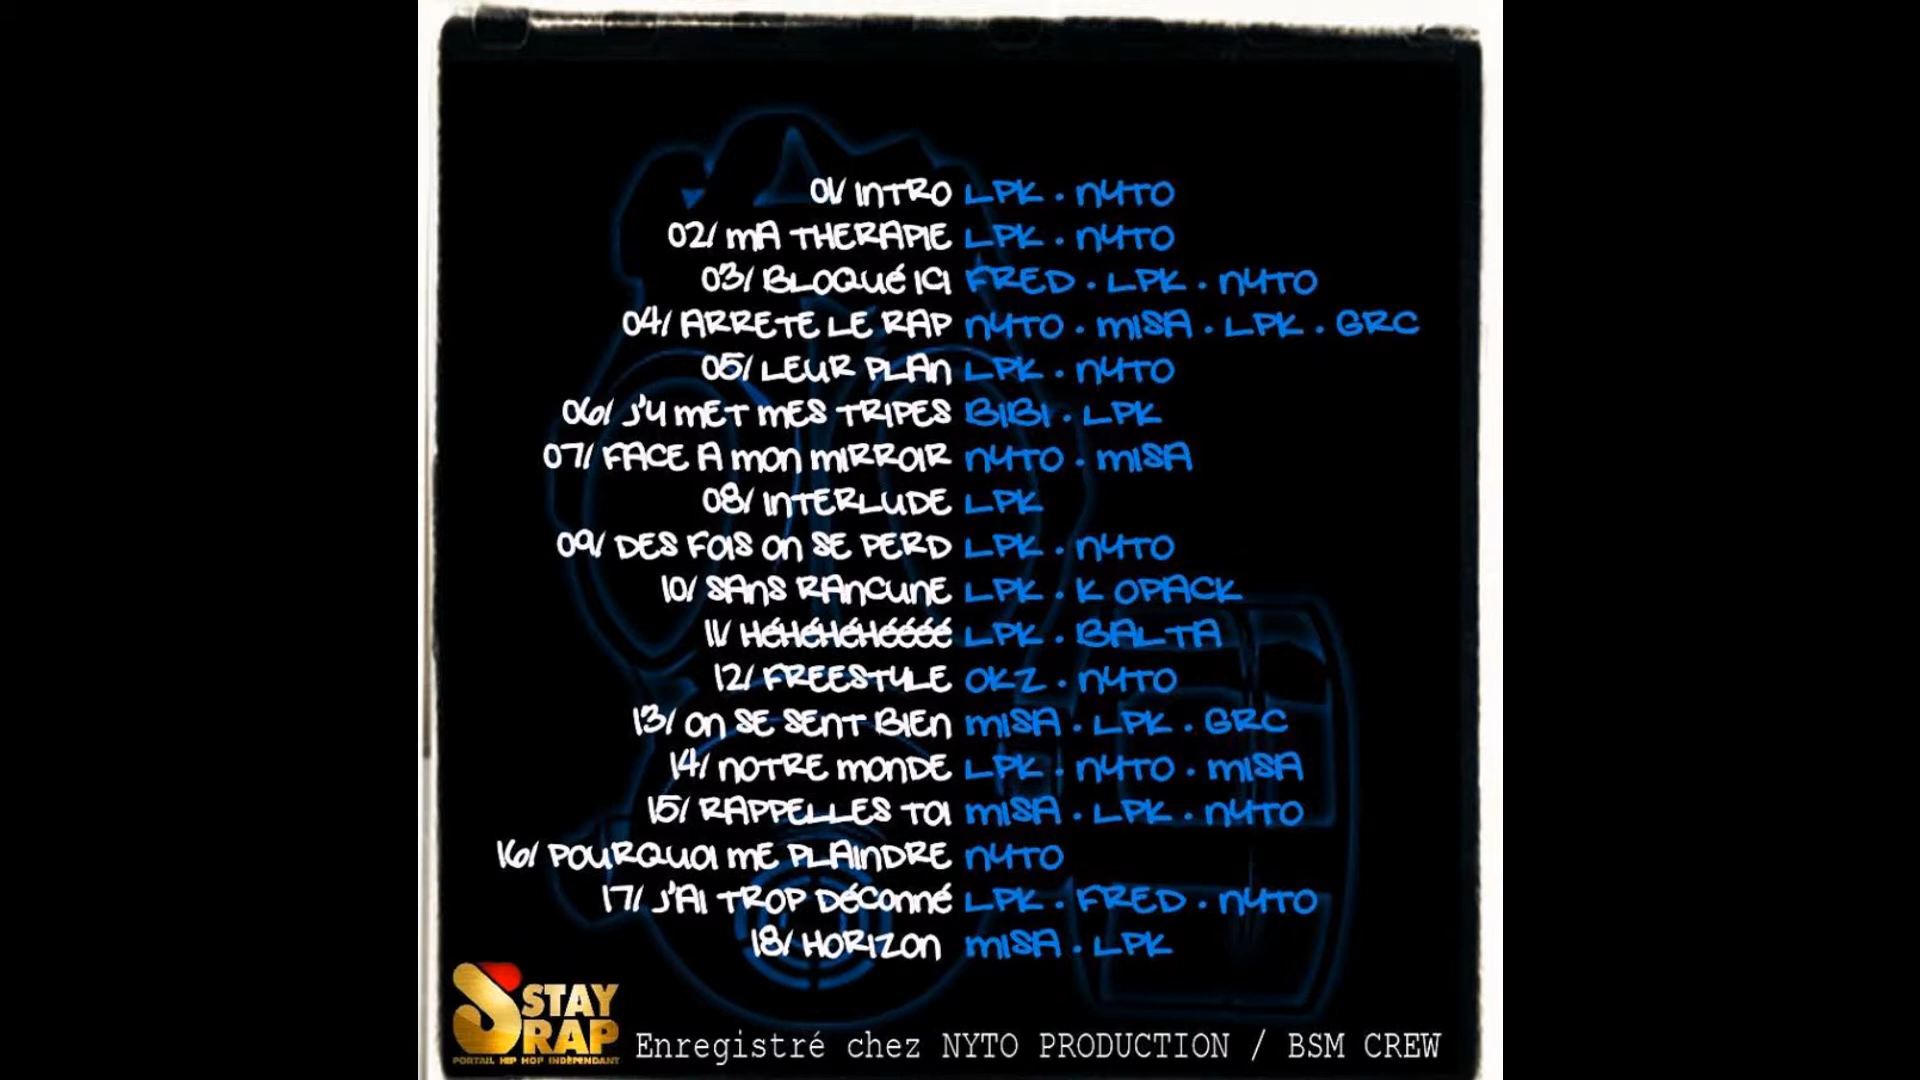 01/ INTRO LPK . NYTO
02/ MA THERAPIE LPK . NYTO
03/ BLOQUÉ ICI FRED . LPK . NYTO
04/ ARRETE LE RAP NYTO . MISA . LPK . GRC
05/ LEUR PLAN LPK . NYTO
06/ J'Y MET MES TRIPES BIBI . LPK
07/ FACE A MON MIRROIR NYTO . MISA
08/ INTERLUDE LPK
09/ DES FOIS ON SE PERD LPK . NYTO
10/ SANS RANCUNE LPK . K OPACK
11/ HÉHÉHÉHÉÉÉÉ LPK . BALTA
12/ FREESTYLE OKZ . NYTO
13/ ON SE SENT BIEN MISA . LPK . GRC
14/ NOTRE MONDE LPK . NYTO . MISA
15/ RAPPELLES TOI MISA . LPK . NYTO
16/ POURQUOI ME PLAINDRE NYTO
17/ J'AI TROP DÉCONNÉ LPK . FRED . NYTO
18/ HORIZON MISA . LPK
STAY
RAP
PORTAIL HIP HOP INDÉPENDANT
Enregistré chez NYTO PRODUCTION / BSM CREW